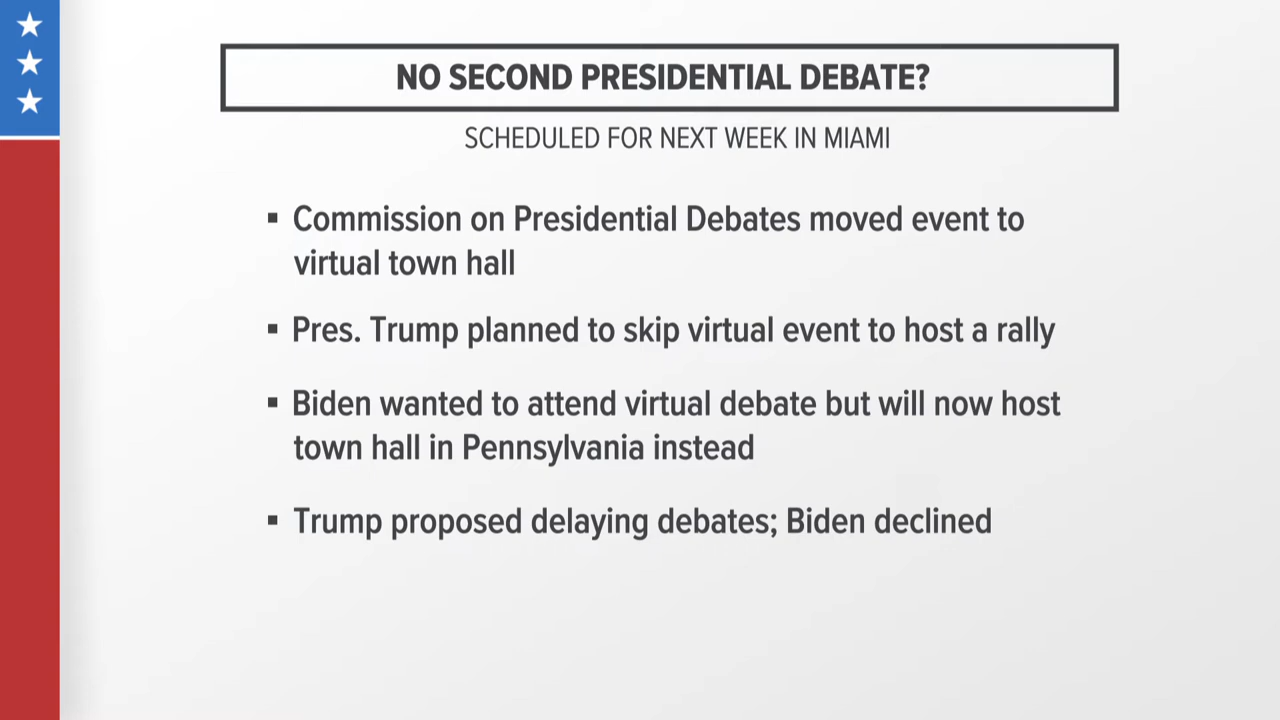 NO SECOND PRESIDENTIAL DEBATE?
SCHEDULED FOR NEXT WEEK IN MIAMI
▪ Commission on Presidential Debates moved event to
virtual town hall
▪ Pres. Trump planned to skip virtual event to host a rally
▪ Biden wanted to attend virtual debate but will now host
town hall in Pennsylvania instead
▪ Trump proposed delaying debates; Biden declined